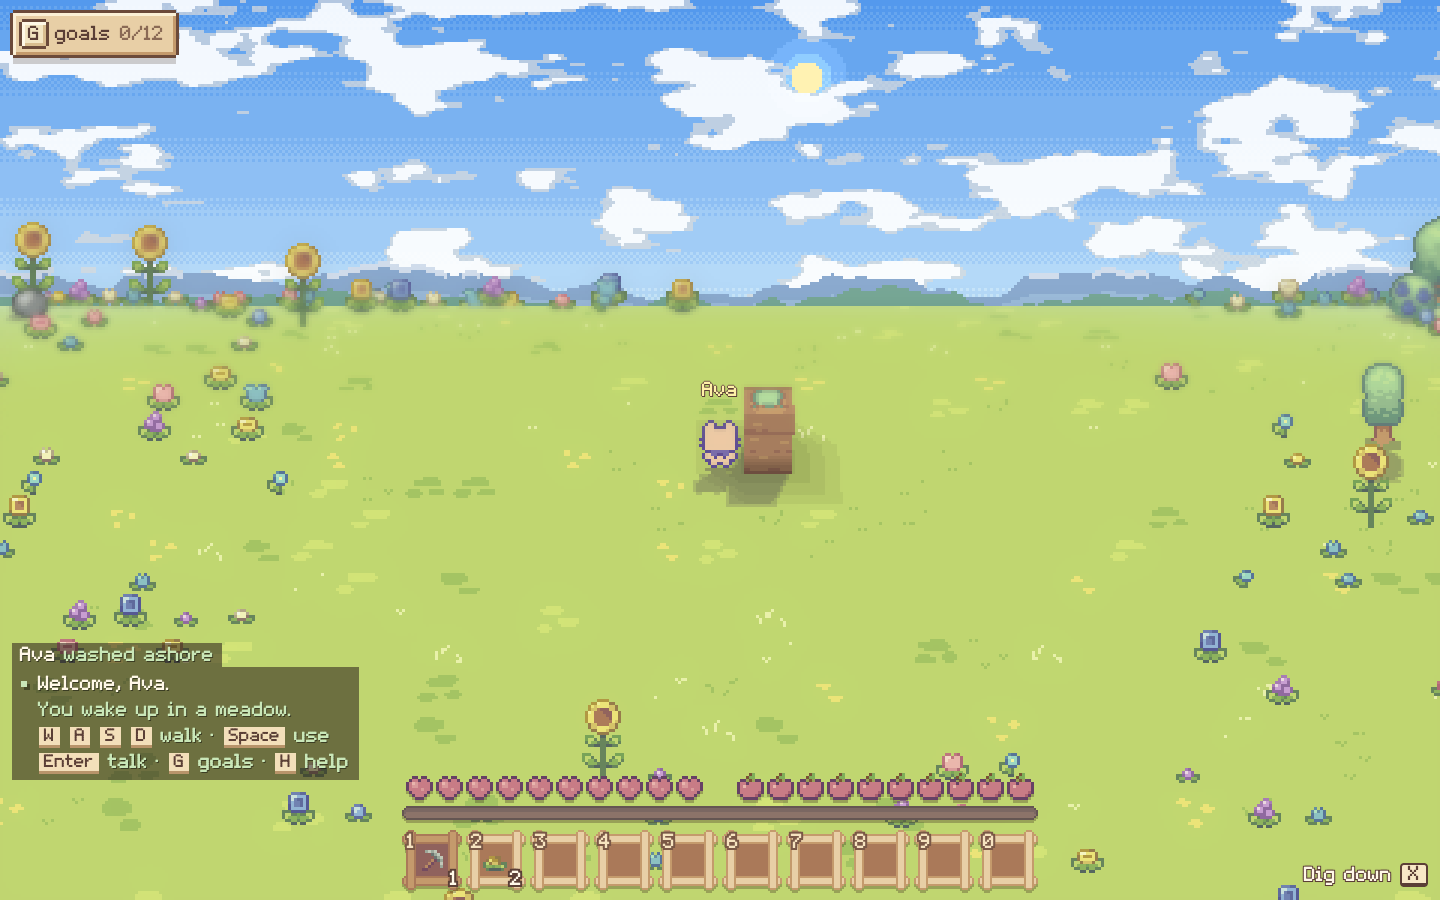 G goals 0/12
Ava
Ava washed ashore
Welcome, Ava.
You wake up in a meadow.
W A S D walk · Space use
Enter talk · G goals · H help
1 2 3 4 5 6 7 8 9 0
1 2
Dig down X